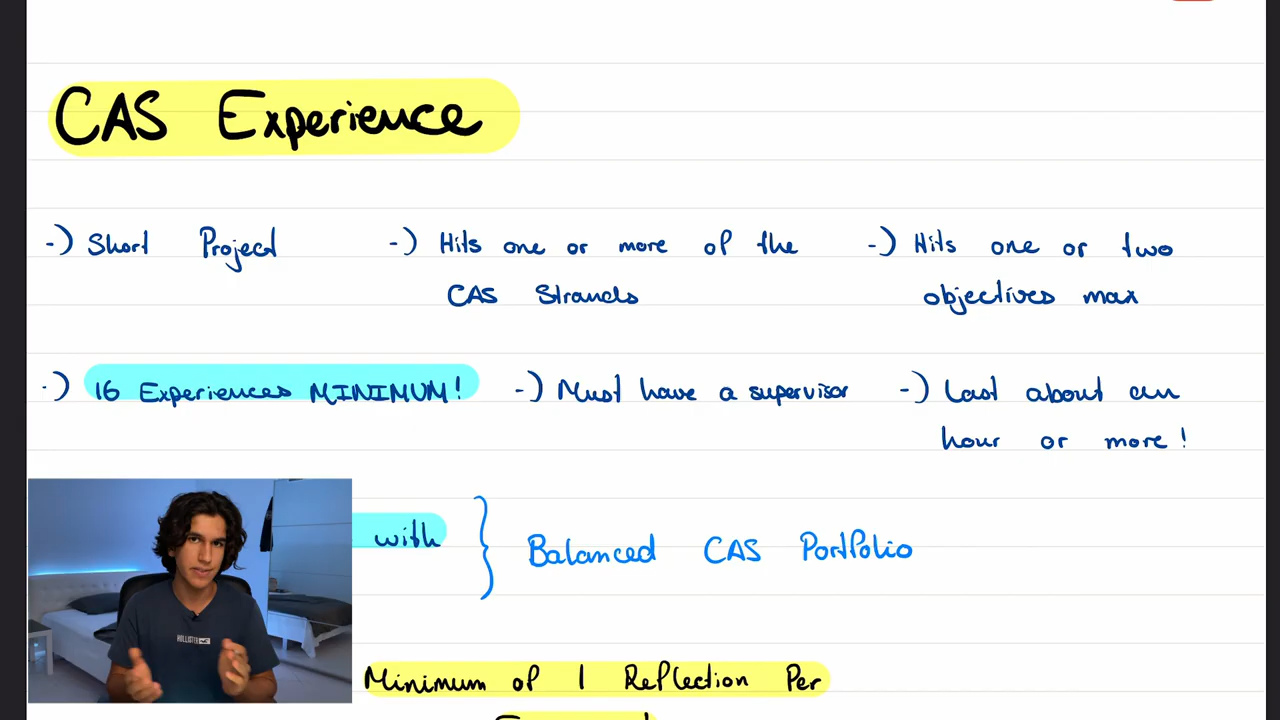 CAS Experience
-) Short Project
-) Hits one or more of the
CAS Strands
-) Hits one or two
objectives max
-) 16 Experiences MINIMUM!
-) Must have a supervisor
-) Last about an
hour or more!
with
Balanced CAS Portfolio
HOLLISTER
Minimum of 1 Reflection Per